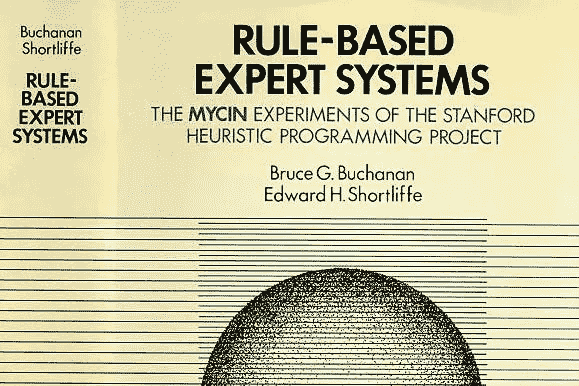 Buchanan
Shortliffe
RULE-
BASED
EXPERT
SYSTEMS
RULE-BASED
EXPERT SYSTEMS
THE MYCIN EXPERIMENTS OF THE STANFORD
HEURISTIC PROGRAMMING PROJECT
Bruce G. Buchanan
Edward H. Shortliffe